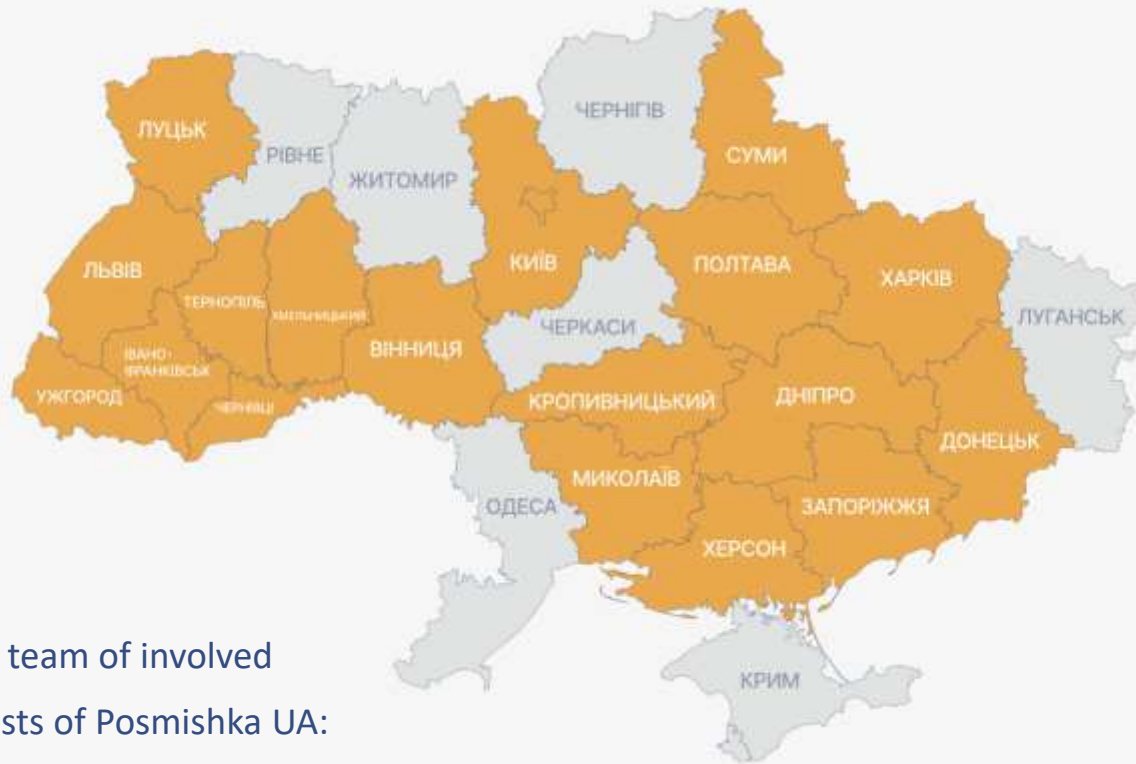 ЧЕРНІГІВ
ЛУЦЬК
РІВНЕ
СУМИ
ЖИТОМИР
КИЇВ
ПОЛТАВА
ХАРКІВ
ЛЬВІВ
ТЕРНОПІЛЬ
ХМЕЛЬНИЦЬКИЙ
ЛУГАНСЬК
ЧЕРКАСИ
ВІННИЦЯ
ІВАНО-
ФРАНКІВСЬК
УЖГОРОД
ЧЕРНІВЦІ
КРОПИВНИЦЬКИЙ
ДНІПРО
ДОНЕЦЬК
МИКОЛАЇВ
ОДЕСА
ЗАПОРІЖЖЯ
ХЕРСОН
КРИМ
team of involved
sts of Posmishka UA: